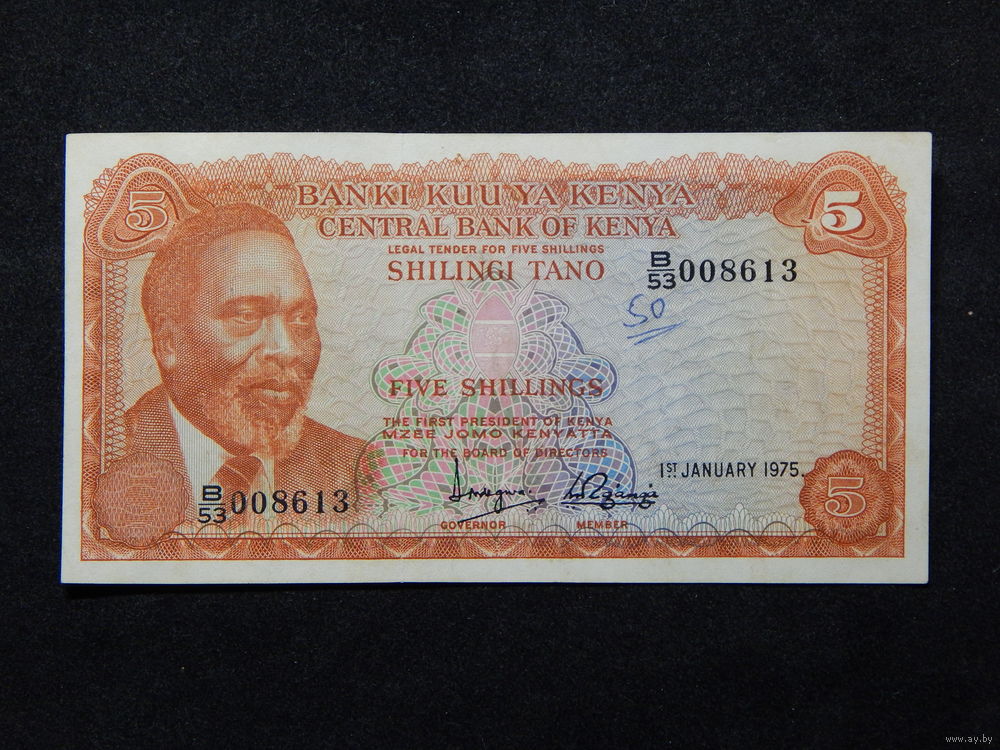 5 5
BANKI KUU YA KENYA
CENTRAL BANK OF KENYA
LEGAL TENDER FOR FIVE SHILLINGS
SHILINGI TANO
B/53 008613
50
FIVE SHILLINGS
THE FIRST PRESIDENT OF KENYA
MZEE JOMO KENYATTA
FOR THE BOARD OF DIRECTORS
1ST JANUARY 1975.
B/53 008613
5
GOVERNOR MEMBER
www.ay.by